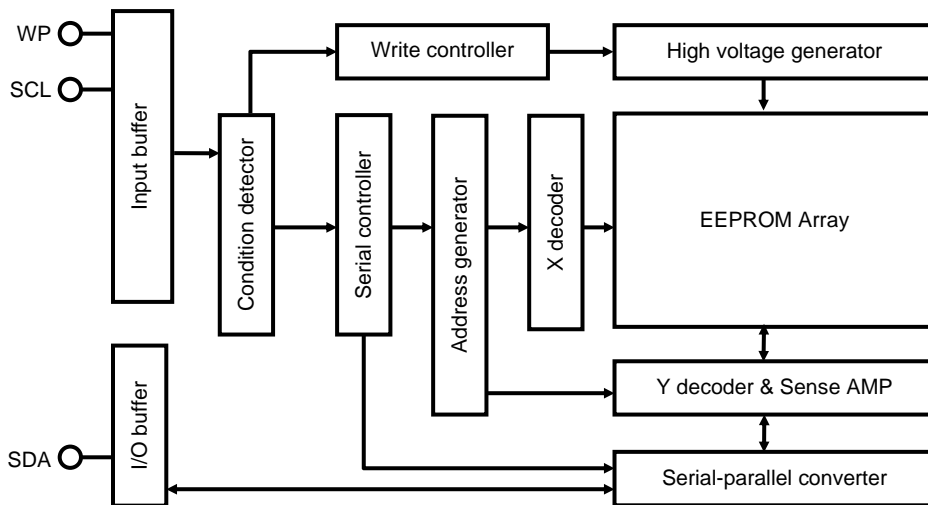 WP
SCL
SDA
Input buffer
I/O buffer
Condition detector
Write controller
Serial controller
Address generator
X decoder
High voltage generator
EEPROM Array
Y decoder & Sense AMP
Serial-parallel converter